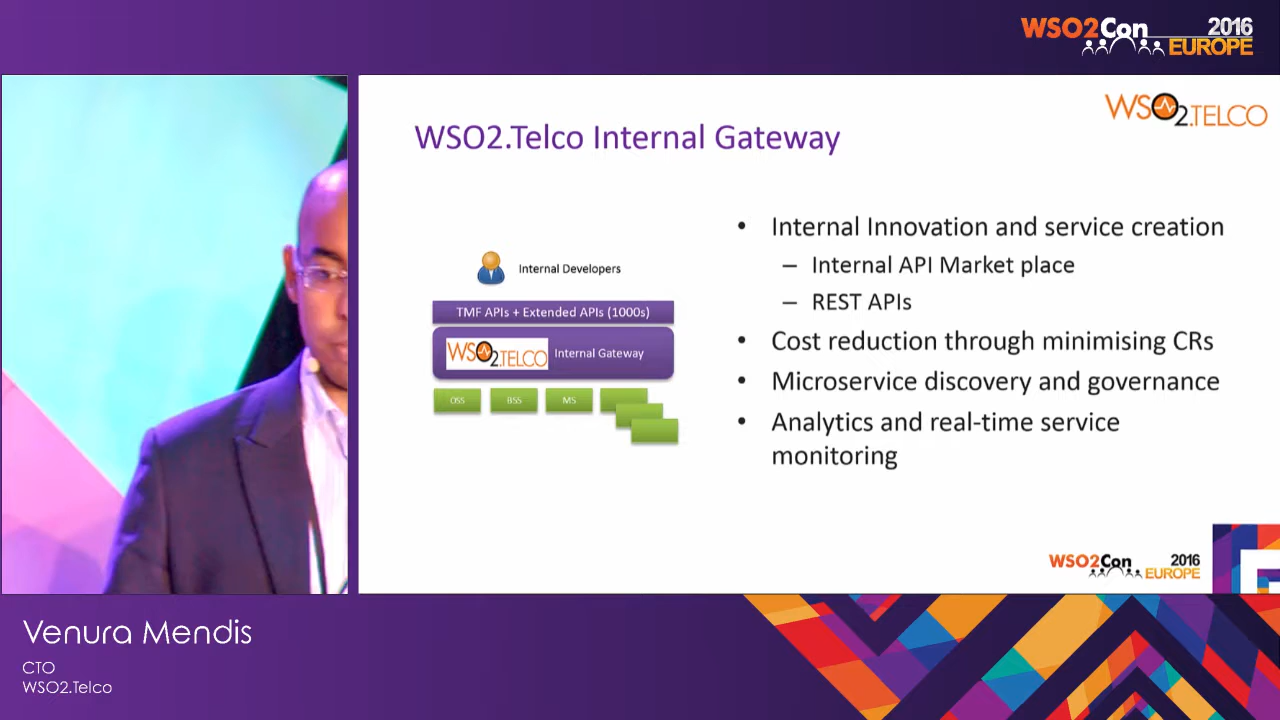 WSO2Con 2016
EUROPE
WSO2.TELCO
WSO2.Telco Internal Gateway
Internal Developers
TMF APIs + Extended APIs (1000s)
WSO2.TELCO Internal Gateway
OSS BSS MS
• Internal Innovation and service creation
– Internal API Market place
– REST APIs
• Cost reduction through minimising CRs
• Microservice discovery and governance
• Analytics and real-time service
monitoring
WSO2Con 2016
EUROPE
Venura Mendis
CTO
WSO2.Telco